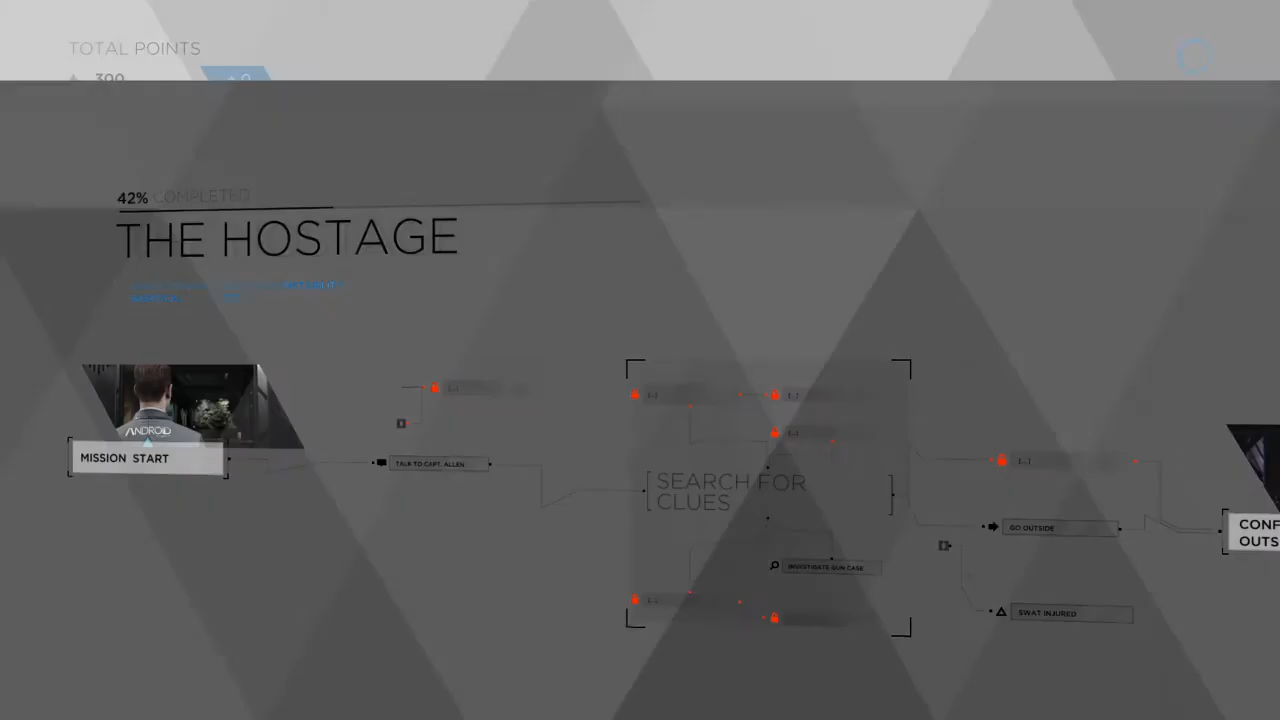 TOTAL POINTS
300
42% COMPLETED
THE HOSTAGE
ANDROID
MISSION START
TALK TO CAPT. ALLEN
SEARCH FOR
CLUES
INVESTIGATE GUN CASE
GO OUTSIDE
SWAT INJURED
CONF
OUTS